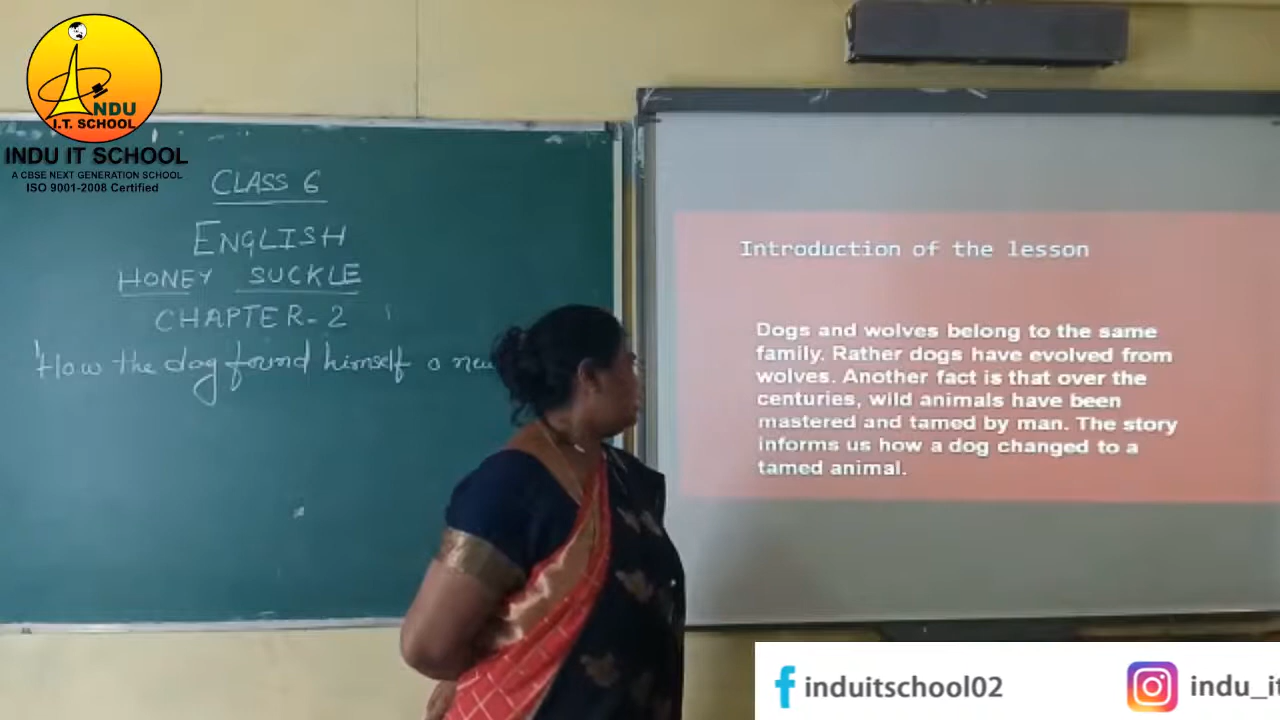 NDU
I.T. SCHOOL
INDU IT SCHOOL
A CBSE NEXT GENERATION SCHOOL
ISO 9001-2008 Certified
CLASS 6
ENGLISH
HONEY SUCKLE
CHAPTER-2
'How the dog found himself a new
Introduction of the lesson
Dogs and wolves belong to the same
family. Rather dogs have evolved from
wolves. Another fact is that over the
centuries, wild animals have been
mastered and tamed by man. The story
informs us how a dog changed to a
tamed animal.
induitschool02
indu_it